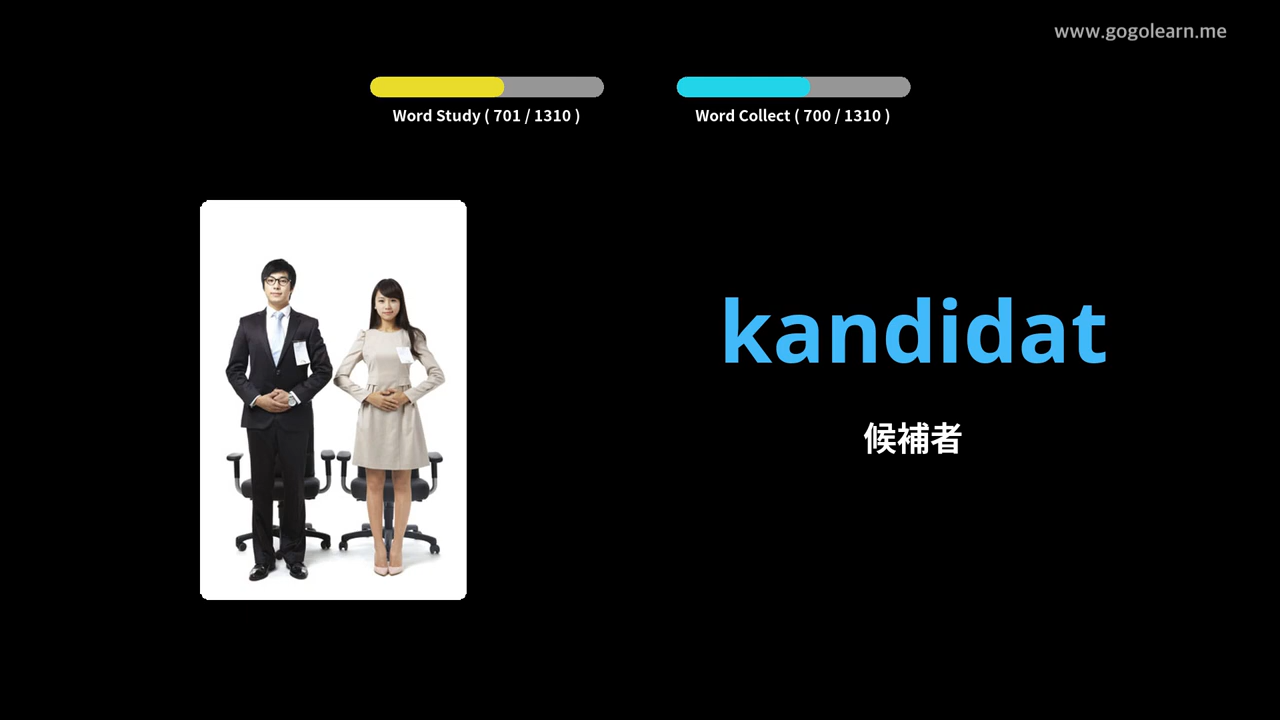 www.gogolearn.me
Word Study ( 701 / 1310 )
Word Collect ( 700 / 1310 )
kandidat
候補者